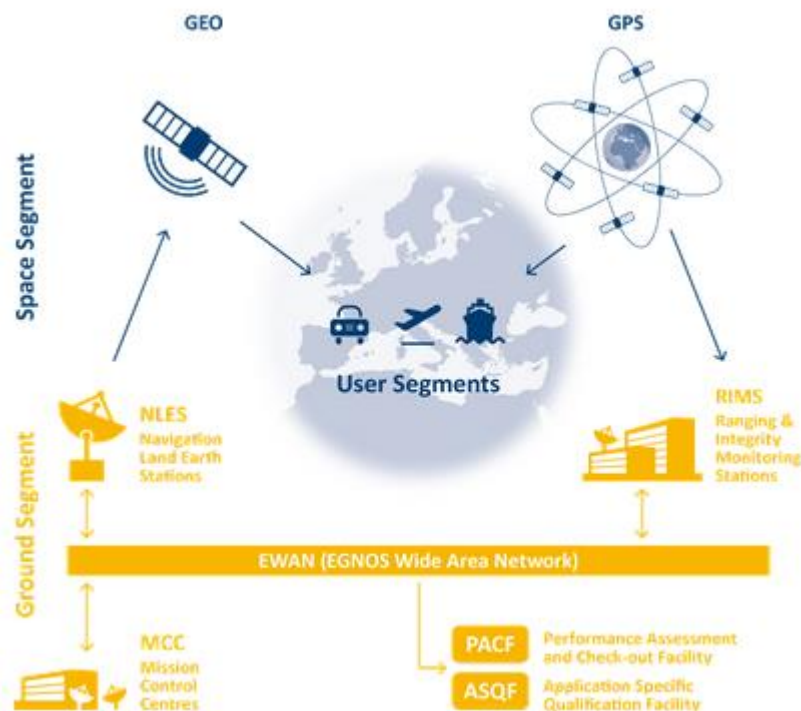 GEO
GPS
Space Segment
User Segments
NLES
Navigation
Land Earth
Stations
RIMS
Ranging &
Integrity
Monitoring
Stations
Ground Segment
EWAN (EGNOS Wide Area Network)
MCC
Mission
Control
Centres
PACF
Performance Assessment
and Check-out Facility
ASQF
Application Specific
Qualification Facility